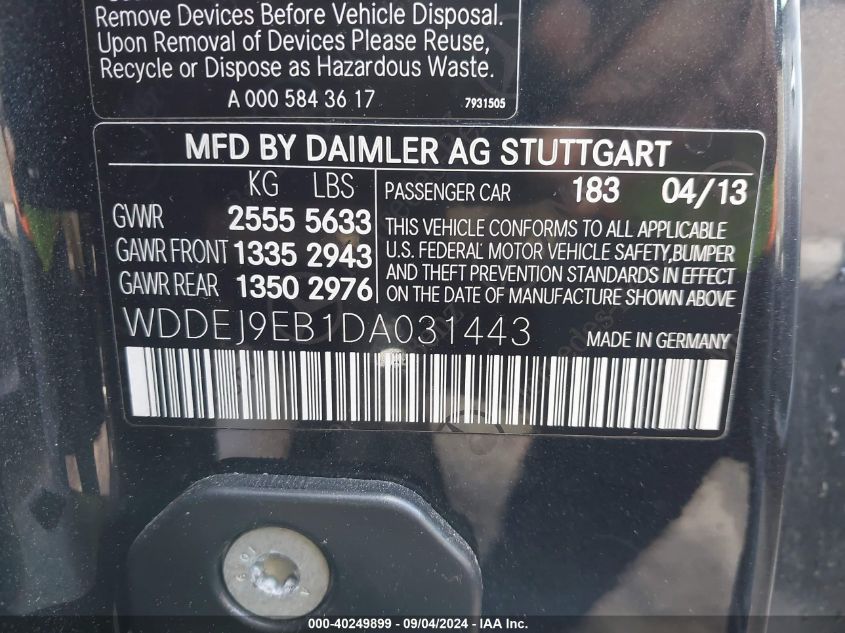 Remove Devices Before Vehicle Disposal.
Upon Removal of Devices Please Reuse,
Recycle or Dispose as Hazardous Waste.
A 000 584 36 17 7931505
MFD BY DAIMLER AG STUTTGART
KG LBS
GVWR 2555 5633
GAWR FRONT 1335 2943
GAWR REAR 1350 2976
PASSENGER CAR 183 04/13
THIS VEHICLE CONFORMS TO ALL APPLICABLE
U.S. FEDERAL MOTOR VEHICLE SAFETY,BUMPER
AND THEFT PREVENTION STANDARDS IN EFFECT
ON THE DATE OF MANUFACTURE SHOWN ABOVE
WDDEJ9EB1DA031443 MADE IN GERMANY
000-40249899 - 09/04/2024 - IAA Inc.